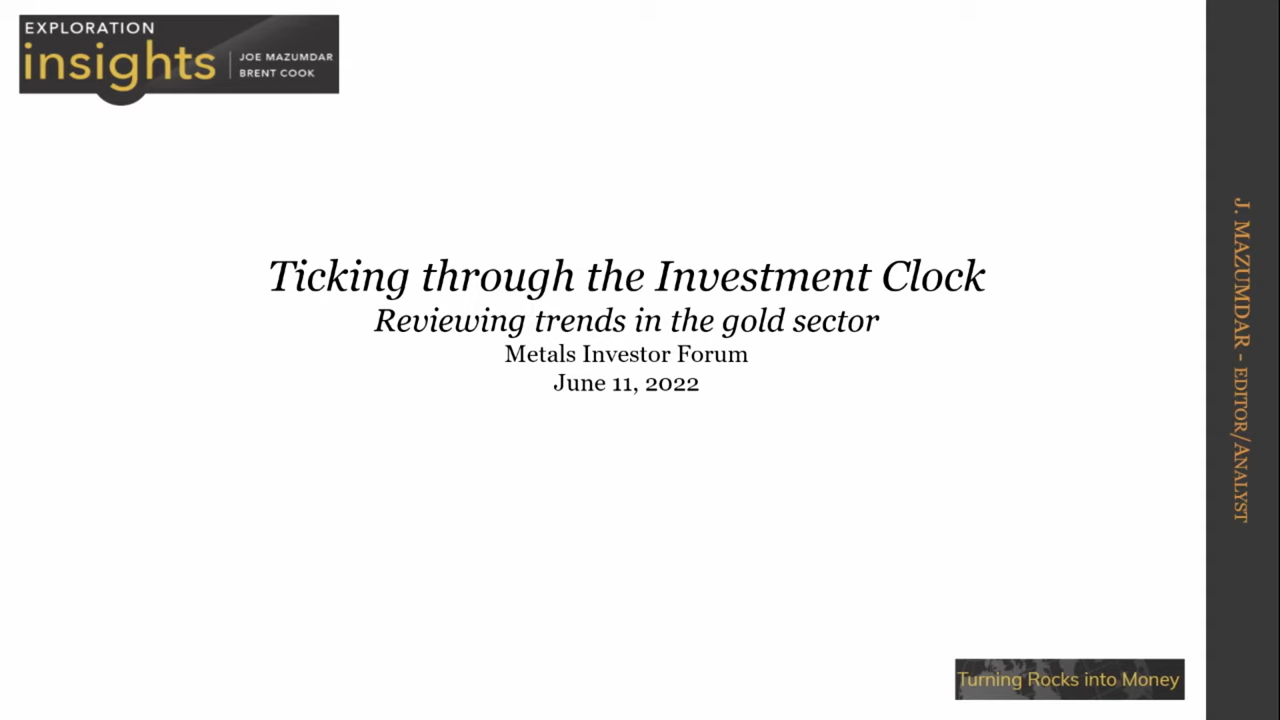 EXPLORATION
insights
JOE MAZUMDAR
BRENT COOK
Ticking through the Investment Clock
Reviewing trends in the gold sector
Metals Investor Forum
June 11, 2022
J. MAZUMDAR - EDITOR/ANALYST
Turning Rocks into Money